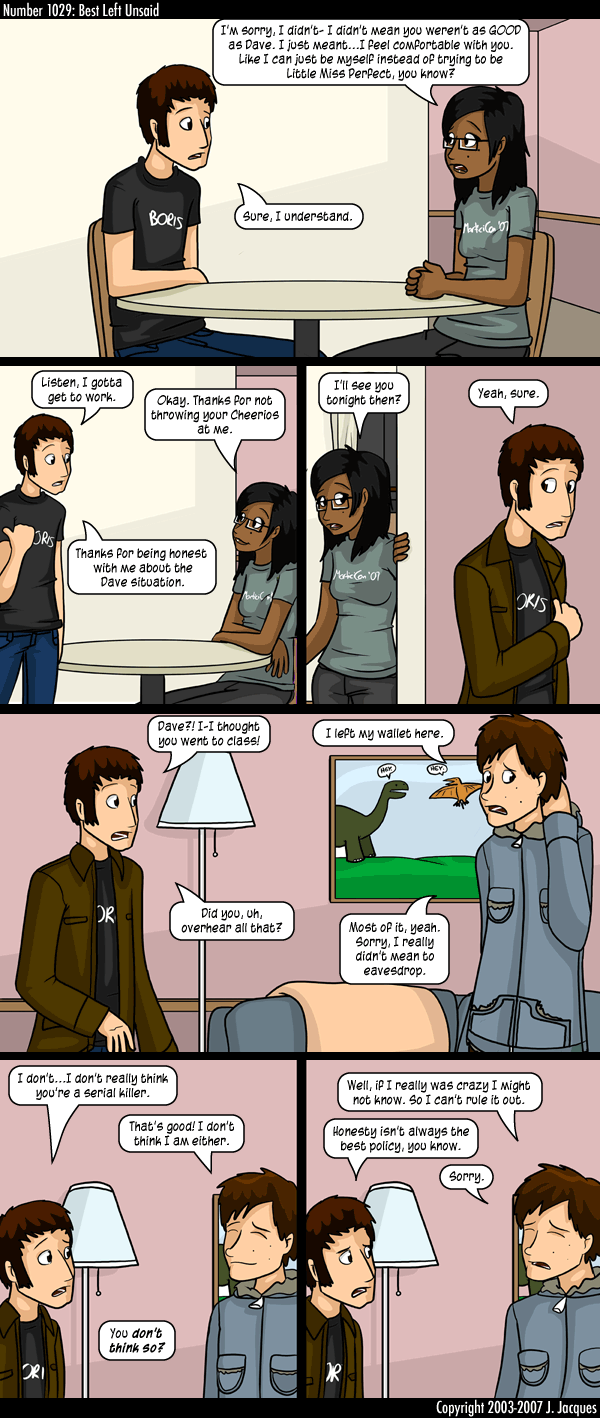 Number 1029: Best Left Unsaid
I'm sorry, I didn't- I didn't mean you weren't as GOOD
as Dave. I just meant...I feel comfortable with you.
Like I can just be myself instead of trying to be
Little Miss Perfect, you know?
BORIS
MorticiCon '07
Sure, I understand.
Listen, I gotta
get to work.
Okay. Thanks for not
throwing your Cheerios
at me.
ORIS
Thanks for being honest
with me about the
Dave situation.
I'll see you
tonight then?
Yeah, sure.
ORIS
Dave?! I-I thought
you went to class!
I left my wallet here.
HEY.
HEY.
ORI
Did you, uh,
overhear all that?
Most of it, yeah.
Sorry, I really
didn't mean to
eavesdrop.
I don't...I don't really think
you're a serial killer.
That's good! I don't
think I am either.
You don't
think so?
ORI
Well, if I really was crazy I might
not know. So I can't rule it out.
Honesty isn't always the
best policy, you know.
Sorry.
OR
Copyright 2003-2007 J. Jacques